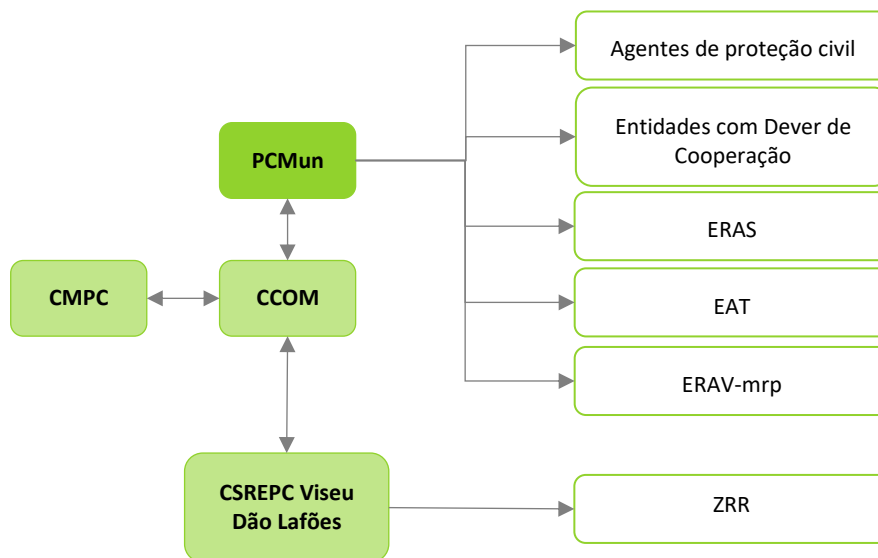 Agentes de proteção civil
Entidades com Dever de
Cooperação
PCMun
ERAS
CMPC
CCOM
EAT
ERAV-mrp
CSREPC Viseu
Dão Lafões
ZRR